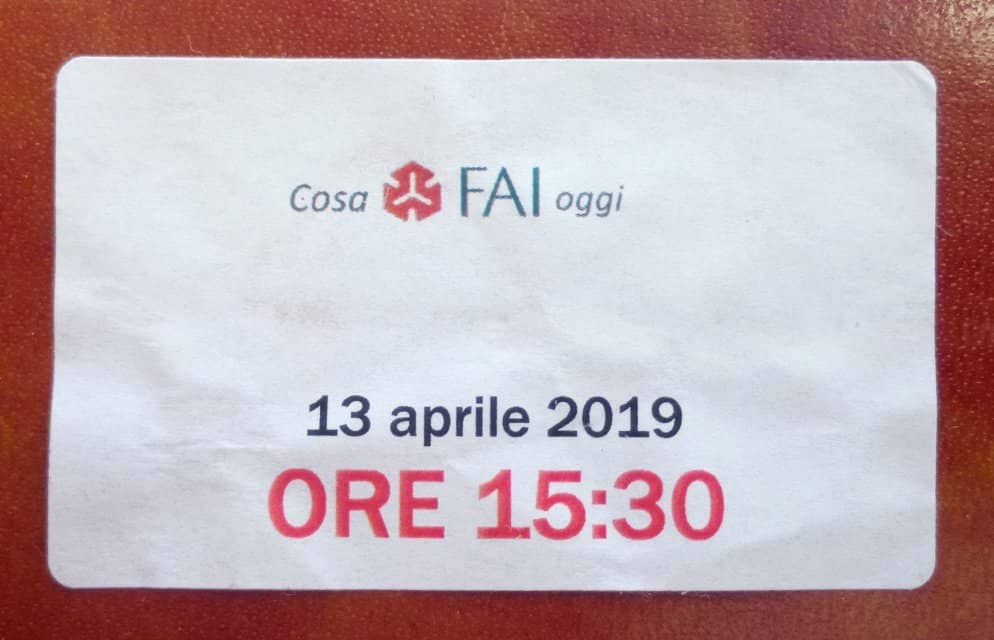 Cosa FAI oggi
13 aprile 2019
ORE 15:30